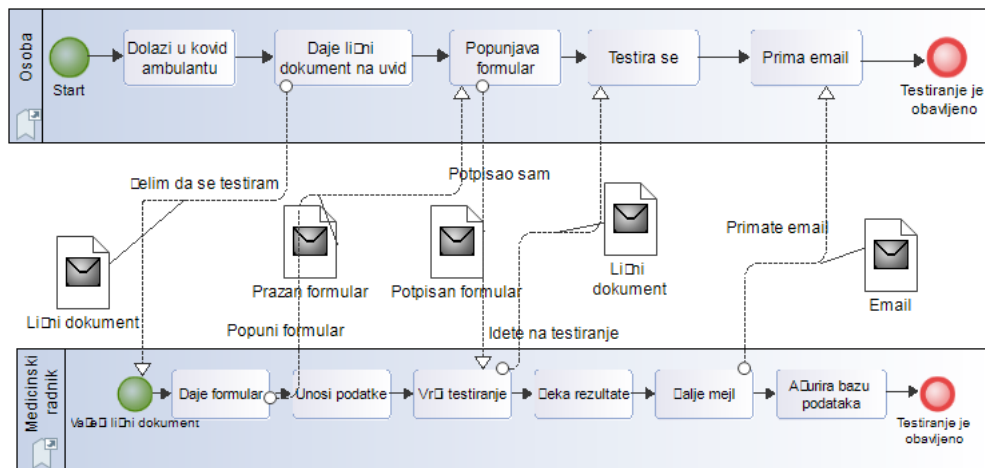 Osoba
Start
Dolazi u kovid
ambulantu
Daje li□ni
dokument na uvid
Popunjava
formular
Testira se
Prima email
Testiranje je
obavljeno
□elim da se testiram
Potpisao sam
Primate email
Li□ni dokument
Prazan formular
Potpisan formular
Li□ni
dokument
Email
Popuni formular
Idete na testiranje
Medicinski
radnik
Va□e□i li□ni dokument
Daje formular
Unosi podatke
Vr□i testiranje
□eka rezultate
□alje mejl
A□urira bazu
podataka
Testiranje je
obavljeno